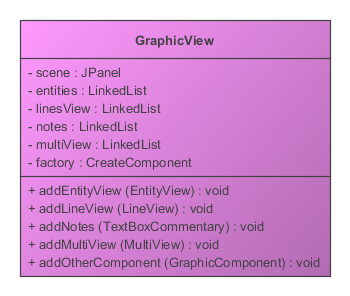 GraphicView
- scene : JPanel
- entities : LinkedList
- linesView : LinkedList
- notes : LinkedList
- multiView : LinkedList
- factory : CreateComponent
+ addEntityView (EntityView) : void
+ addLineView (LineView) : void
+ addNotes (TextBoxCommentary) : void
+ addMultiView (MultiView) : void
+ addOtherComponent (GraphicComponent) : void